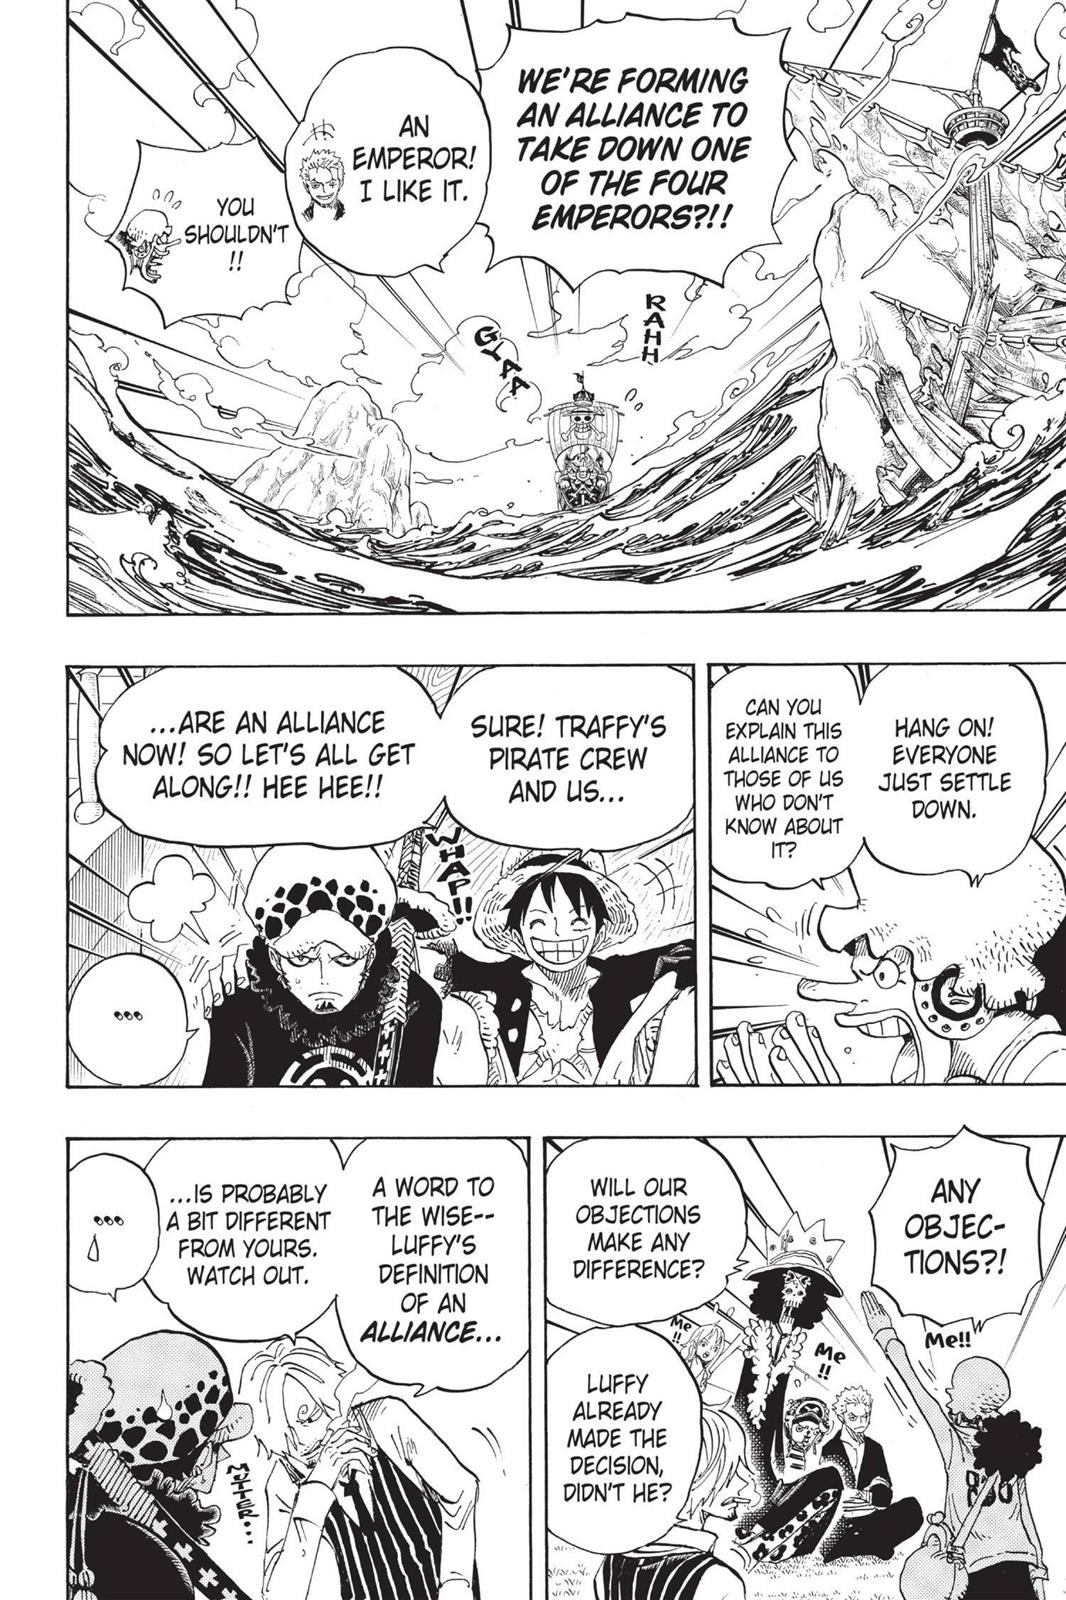 WE'RE FORMING
AN ALLIANCE TO
TAKE DOWN ONE
OF THE FOUR
EMPERORS?!!
AN
EMPEROR!
I LIKE IT.
YOU
SHOULDN'T
!!
RAHH
GYAA
HANG ON!
EVERYONE
JUST SETTLE
DOWN.
CAN YOU
EXPLAIN THIS
ALLIANCE TO
THOSE OF US
WHO DON'T
KNOW ABOUT
IT?
SURE! TRAFFY'S
PIRATE CREW
AND US...
...ARE AN ALLIANCE
NOW! SO LET'S ALL GET
ALONG!! HEE HEE!!
WHAP!!
...
ANY
OBJEC-
TIONS?!
Me!!
Me
!!
Me
!!
WILL OUR
OBJECTIONS
MAKE ANY
DIFFERENCE?
LUFFY
ALREADY
MADE THE
DECISION,
DIDN'T HE?
A WORD TO
THE WISE--
LUFFY'S
DEFINITION
OF AN
ALLIANCE...
...IS PROBABLY
A BIT DIFFERENT
FROM YOURS.
WATCH OUT.
MUTTER...
...